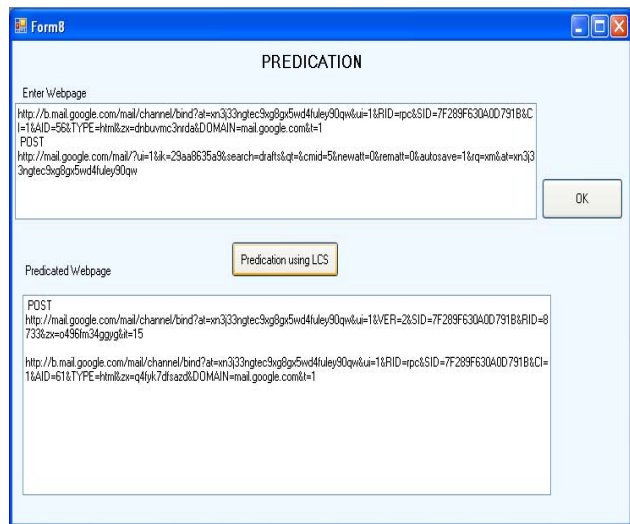 Form8
PREDICATION
Enter Webpage
http://b.mail.google.com/mail/channel/bind?at=xn3j33ngtec9xg8gx5wd4fuley90qw&ui=1&RID=rpc&SID=7F289F630A0D791B&C
I=1&AID=56&TYPE=html&zx=dnbuvmc3nrda&DOMAIN=mail.google.com&t=1
POST
http://mail.google.com/mail/?ui=1&ik=29aa8635a9&search=drafts&qt=&cmid=5&newatt=0&rematt=0&autosave=1&rq=xm&at=xn3j3
3ngtec9xg8gx5wd4fuley90qw
OK
Predication using LCS
Predicated Webpage
POST
http://mail.google.com/mail/channel/bind?at=xn3j33ngtec9xg8gx5wd4fuley90qw&ui=1&VER=2&SID=7F289F630A0D791B&RID=8
733&zx=o496fm34ggyg&it=15
http://b.mail.google.com/mail/channel/bind?at=xn3j33ngtec9xg8gx5wd4fuley90qw&ui=1&RID=rpc&SID=7F289F630A0D791B&CI=
1&AID=61&TYPE=html&zx=q4fyk7dfsazd&DOMAIN=mail.google.com&t=1